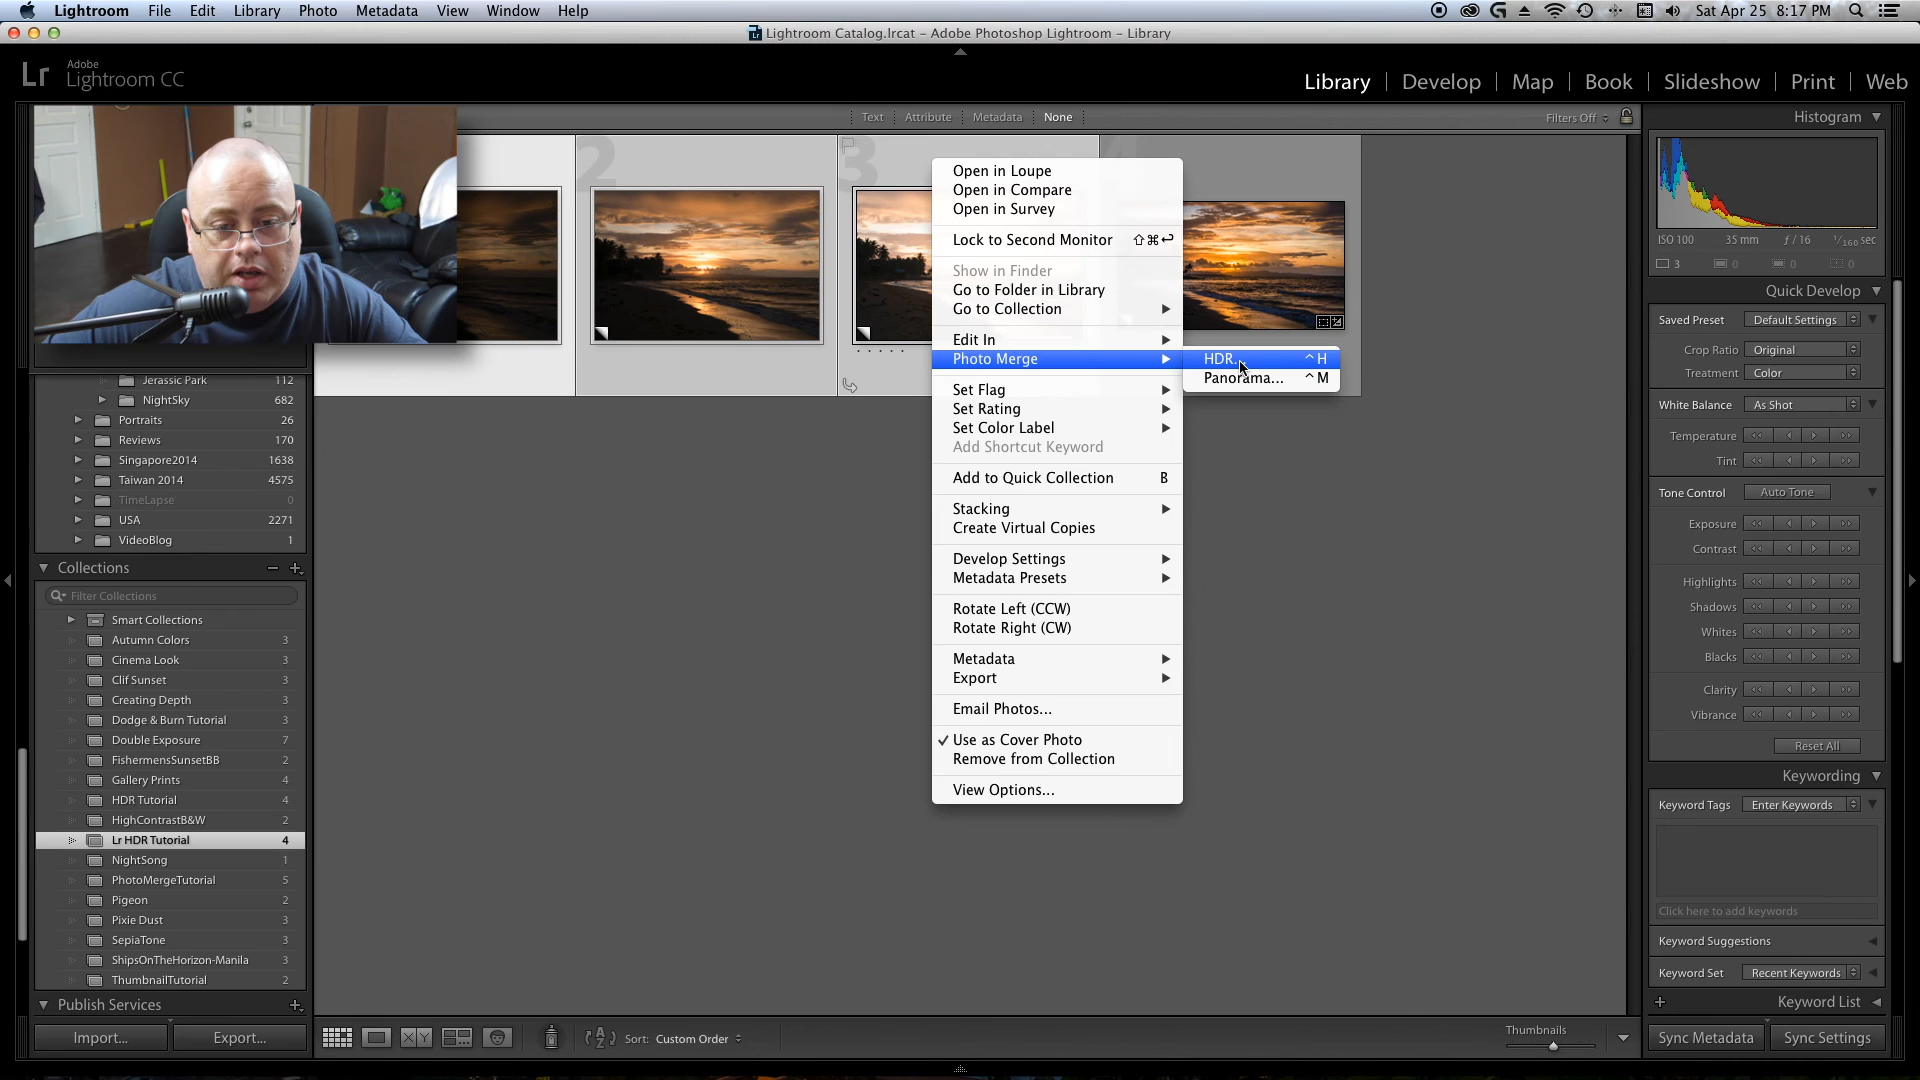 Lightroom File Edit Library Photo Metadata View Window Help Sat Apr 25 8:17 PM
Lightroom Catalog.lrcat – Adobe Photoshop Lightroom – Library
Lr Adobe
Lightroom CC
Library Develop Map Book Slideshow Print Web
Text Attribute Metadata None Filters Off
2
3
Jerassic Park 112
NightSky 682
Portraits 26
Reviews 170
Singapore2014 1638
Taiwan 2014 4575
TimeLapse 0
USA 2271
VideoBlog 1
Collections
Filter Collections
Smart Collections
Autumn Colors 3
Cinema Look 3
Clif Sunset 3
Creating Depth 3
Dodge & Burn Tutorial 3
Double Exposure 7
FishermensSunsetBB 2
Gallery Prints 4
HDR Tutorial 4
HighContrastB&W 2
Lr HDR Tutorial 4
NightSong 1
PhotoMergeTutorial 5
Pigeon 2
Pixie Dust 3
SepiaTone 3
ShipsOnTheHorizon-Manila 3
ThumbnailTutorial 2
Publish Services
Import... Export...
Open in Loupe
Open in Compare
Open in Survey
Lock to Second Monitor ⇧⌘↩
Show in Finder
Go to Folder in Library
Go to Collection
Edit In
Photo Merge
HDR... ^H
Panorama... ^M
Set Flag
Set Rating
Set Color Label
Add Shortcut Keyword
Add to Quick Collection B
Stacking
Create Virtual Copies
Develop Settings
Metadata Presets
Rotate Left (CCW)
Rotate Right (CW)
Metadata
Export
Email Photos...
✓ Use as Cover Photo
Remove from Collection
View Options...
Sort: Custom Order
Thumbnails
Histogram
ISO 100 35 mm ƒ / 16 1/160 sec
3 0 0 0
Quick Develop
Saved Preset Default Settings
Crop Ratio Original
Treatment Color
White Balance As Shot
Temperature
Tint
Tone Control Auto Tone
Exposure
Contrast
Highlights
Shadows
Whites
Blacks
Clarity
Vibrance
Reset All
Keywording
Keyword Tags Enter Keywords
Click here to add keywords
Keyword Suggestions
Keyword Set Recent Keywords
Keyword List
Sync Metadata Sync Settings